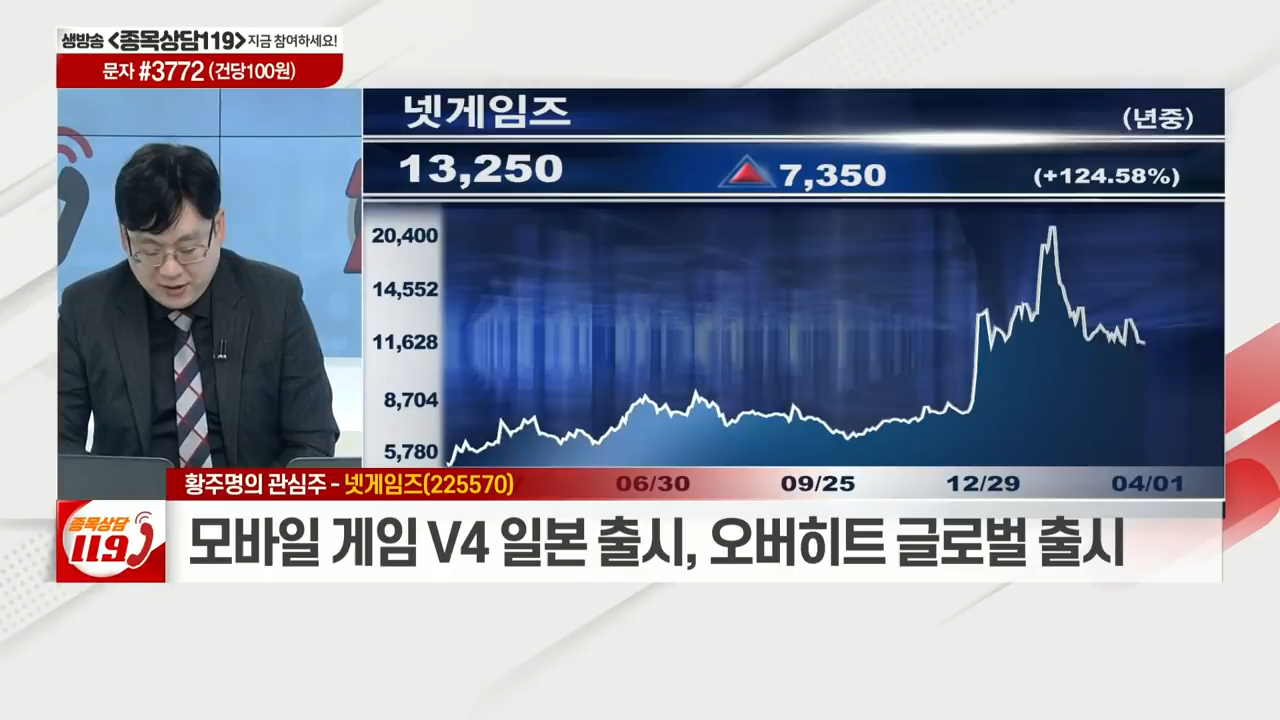 생방송 <종목상담119> 지금 참여하세요!
문자 #3772 (건당100원)
넷게임즈
(년중)
13,250
7,350
(+124.58%)
20,400
14,552
11,628
8,704
5,780
06/30
09/25
12/29
04/01
황주명의 관심주 - 넷게임즈(225570)
종목상담
119
모바일 게임 V4 일본 출시, 오버히트 글로벌 출시